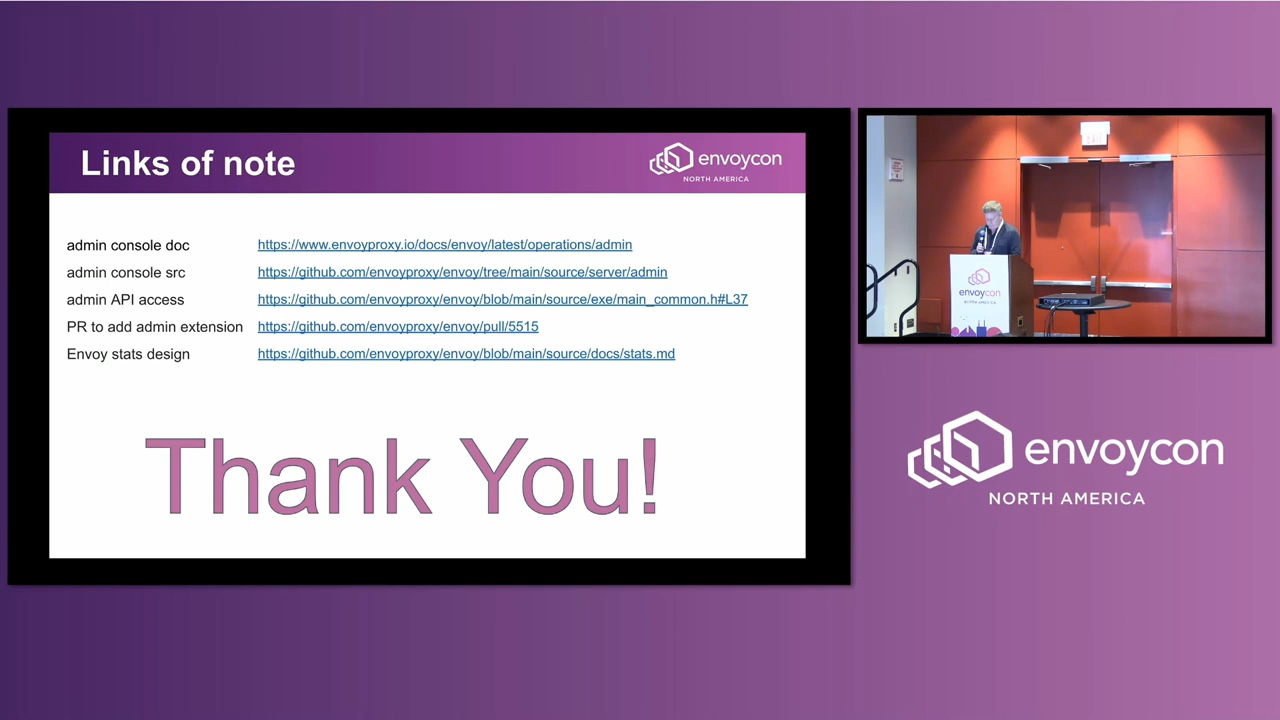 Links of note
envoycon
NORTH AMERICA
admin console doc https://www.envoyproxy.io/docs/envoy/latest/operations/admin
admin console src https://github.com/envoyproxy/envoy/tree/main/source/server/admin
admin API access https://github.com/envoyproxy/envoy/blob/main/source/exe/main_common.h#L37
PR to add admin extension https://github.com/envoyproxy/envoy/pull/5515
Envoy stats design https://github.com/envoyproxy/envoy/blob/main/source/docs/stats.md
Thank You!
EXIT
envoycon
NORTH AMERICA
envoycon
NORTH AMERICA